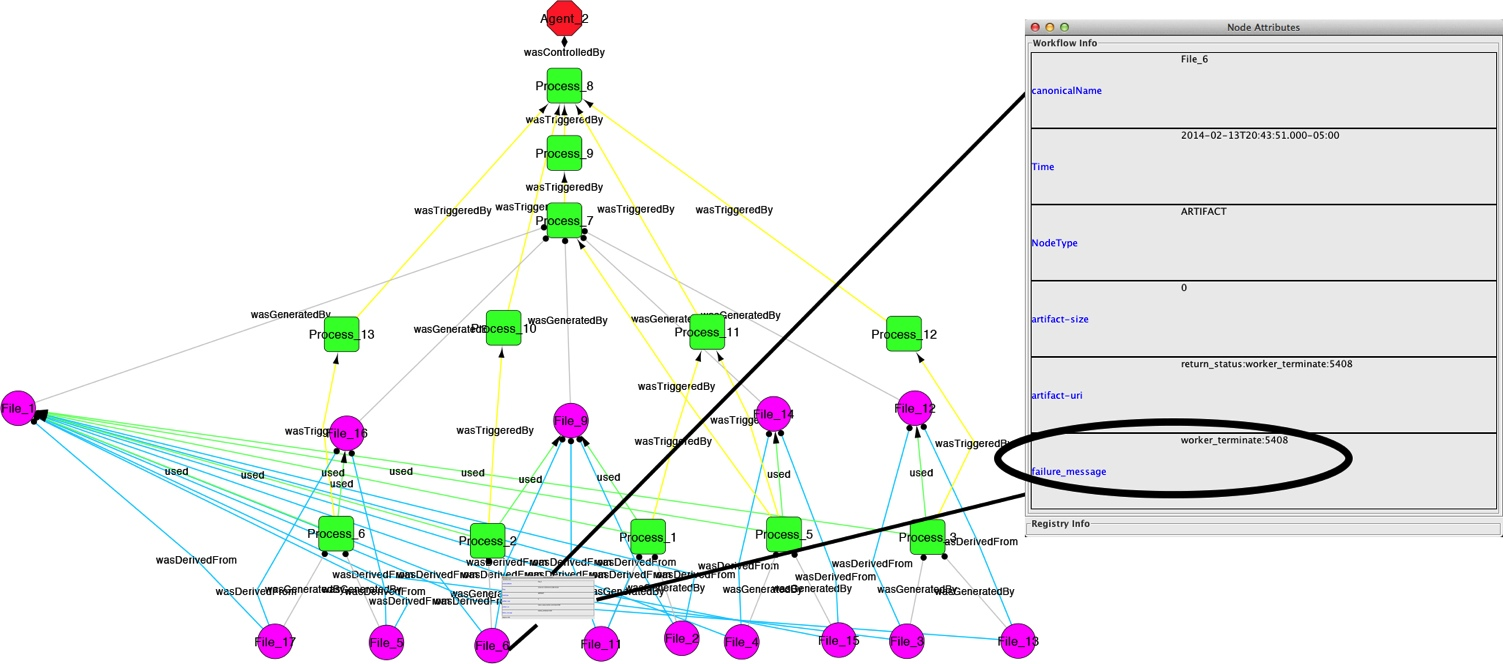 Agent_2
wasControlledBy
Process_8
wasTriggeredBy
Process_9
wasTriggeredBy
Process_7
wasTriggeredBy
wasTriggeredBy
wasTriggeredBy
wasGeneratedBy
wasGeneratedBy
Process_13
Process_10
Process_11
Process_12
wasTriggeredBy
File_1
File_16
File_9
File_14
File_12
wasTriggeredBy
wasTriggeredBy
wasTriggeredBy
used
used
used
used
used
used
used
used
used
used
Process_6
Process_2
Process_1
Process_5
Process_3
wasDerivedFrom
wasDerivedFrom
wasDerivedFrom
wasDerivedFrom
wasDerivedFrom
wasGeneratedBy
File_17
File_5
File_6
File_11
File_2
File_4
File_15
File_3
File_13
Node Attributes
Workflow Info
File_6
canonicalName
2014-02-13T20:43:51.000-05:00
Time
ARTIFACT
NodeType
0
artifact-size
return_status:worker_terminate:5408
artifact-uri
worker_terminate:5408
failure_message
Registry Info